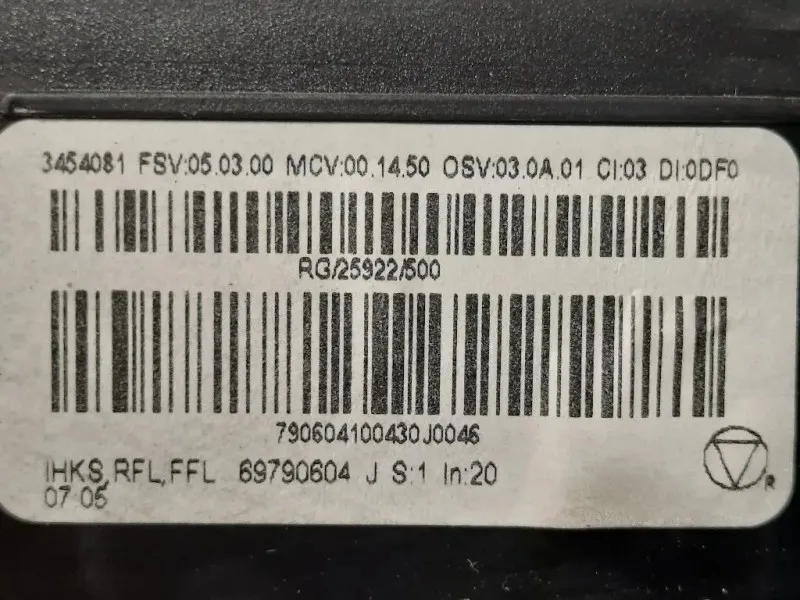 3454081 FSV:05.03.00 MCV:00.14.50 OSV:03.0A.01 CI:03 DI:0DF0
RG/25922/500
790604100430J0046
IHKS,RFL,FFL 69790604 J S:1 In:20
07 05
R